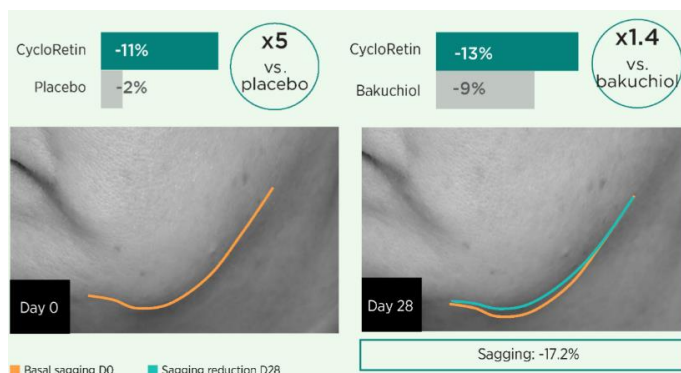 CycloRetin
-11%
Placebo
-2%
x5
vs.
placebo
CycloRetin
-13%
Bakuchiol
-9%
x1.4
vs.
bakuchiol
Day 0
Day 28
Sagging: -17.2%
Basal sagging D0
Sagging reduction D28